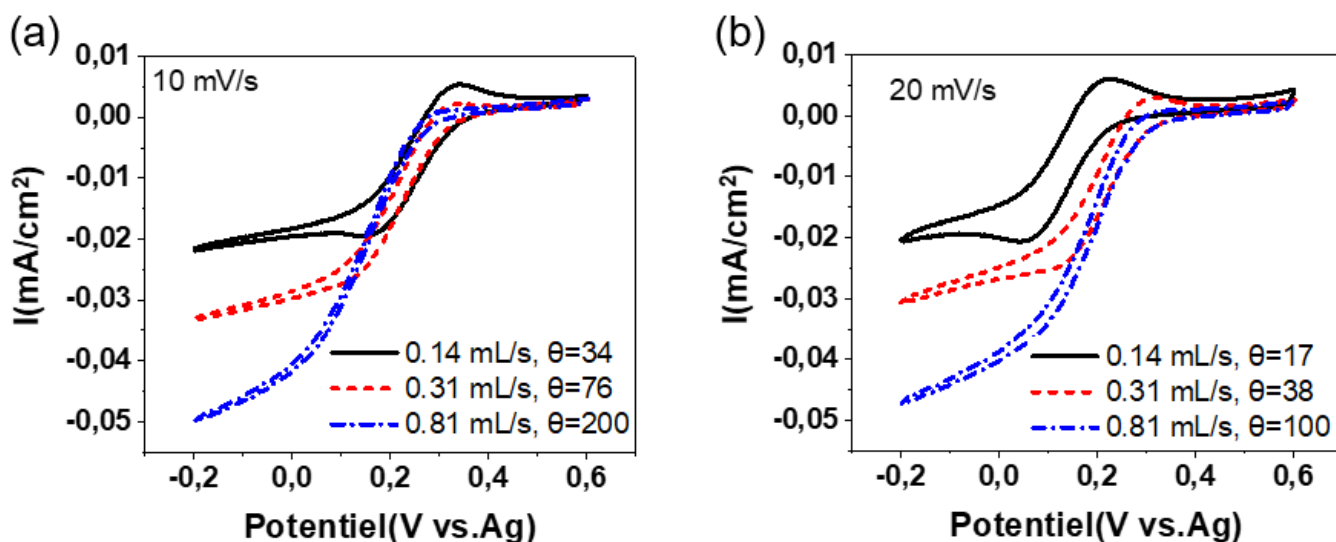 (a)
10 mV/s
I(mA/cm²)
0,01
0,00
-0,01
-0,02
-0,03
-0,04
-0,05
0.14 mL/s, θ=34
0.31 mL/s, θ=76
0.81 mL/s, θ=200
-0,2 0,0 0,2 0,4 0,6
Potentiel(V vs.Ag)
(b)
20 mV/s
I(mA/cm²)
0,01
0,00
-0,01
-0,02
-0,03
-0,04
-0,05
0.14 mL/s, θ=17
0.31 mL/s, θ=38
0.81 mL/s, θ=100
-0,2 0,0 0,2 0,4 0,6
Potentiel(V vs.Ag)